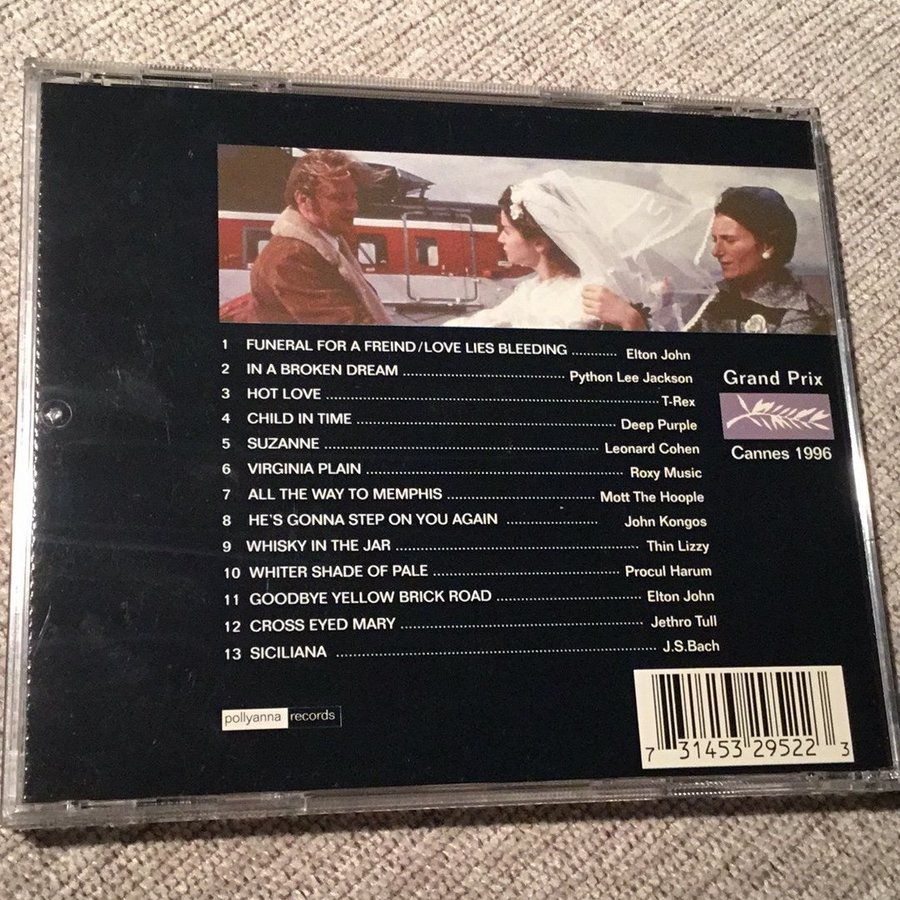 1 FUNERAL FOR A FREIND/LOVE LIES BLEEDING ........... Elton John
2 IN A BROKEN DREAM ........... Python Lee Jackson
3 HOT LOVE ........... T-Rex
4 CHILD IN TIME ........... Deep Purple
5 SUZANNE ........... Leonard Cohen
6 VIRGINIA PLAIN ........... Roxy Music
7 ALL THE WAY TO MEMPHIS ........... Mott The Hoople
8 HE'S GONNA STEP ON YOU AGAIN ........... John Kongos
9 WHISKY IN THE JAR ........... Thin Lizzy
10 WHITER SHADE OF PALE ........... Procul Harum
11 GOODBYE YELLOW BRICK ROAD ........... Elton John
12 CROSS EYED MARY ........... Jethro Tull
13 SICILIANA ........... J.S.Bach
Grand Prix
Cannes 1996
pollyanna records
7 31453 29522 3